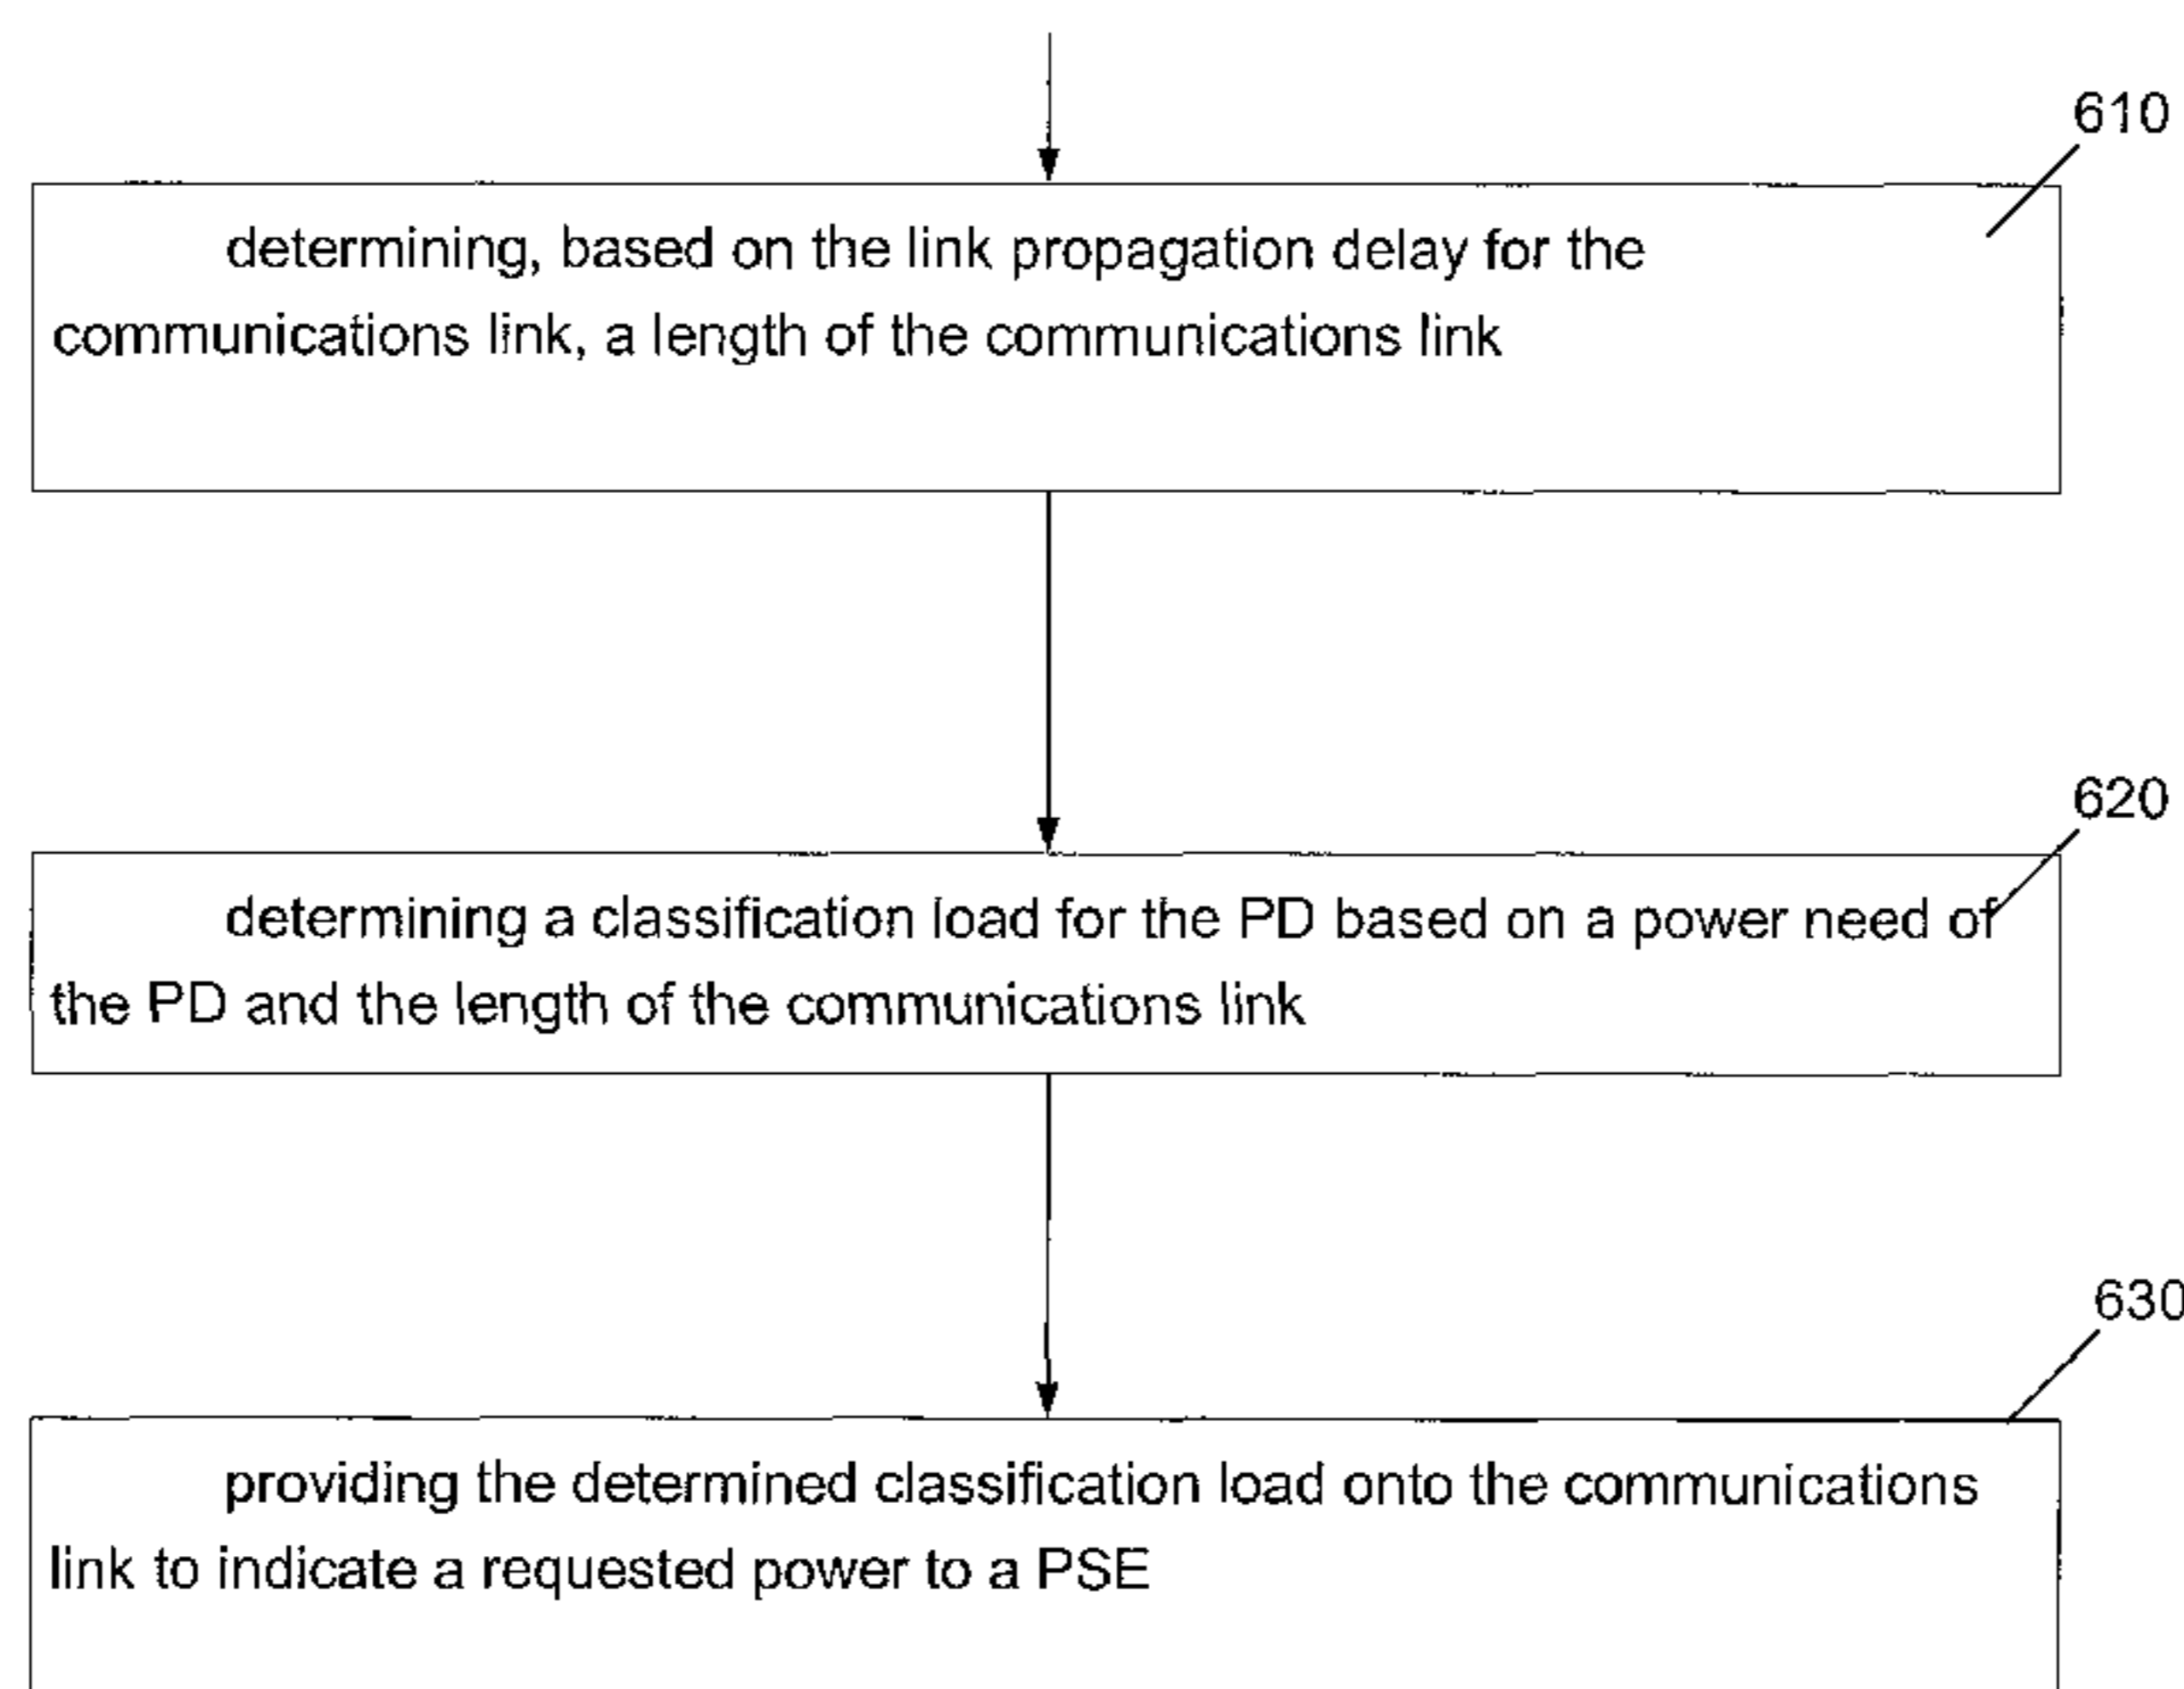 610
determining, based on the link propagation delay for the
communications link, a length of the communications link
620
determining a classification load for the PD based on a power need of
the PD and the length of the communications link
630
providing the determined classification load onto the communications
link to indicate a requested power to a PSE